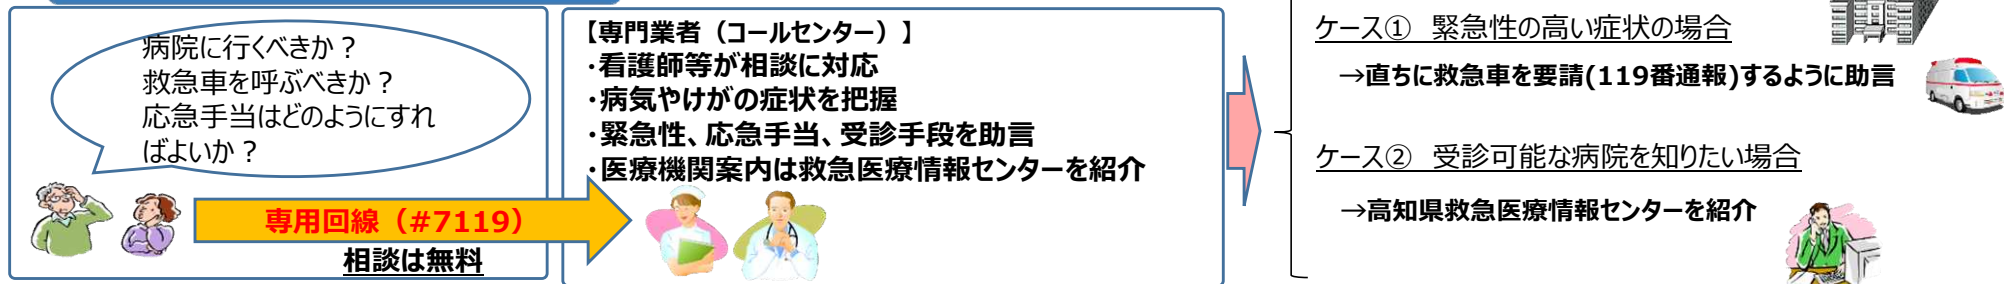 病院に行くべきか？
救急車を呼ぶべきか？
応急手当はどのようにすれ
ばよいか？
専用回線（#7119）
相談は無料
【専門業者（コールセンター）】
・看護師等が相談に対応
・病気やけがの症状を把握
・緊急性、応急手当、受診手段を助言
・医療機関案内は救急医療情報センターを紹介
ケース① 緊急性の高い症状の場合
→直ちに救急車を要請(119番通報)するように助言
ケース② 受診可能な病院を知りたい場合
→高知県救急医療情報センターを紹介